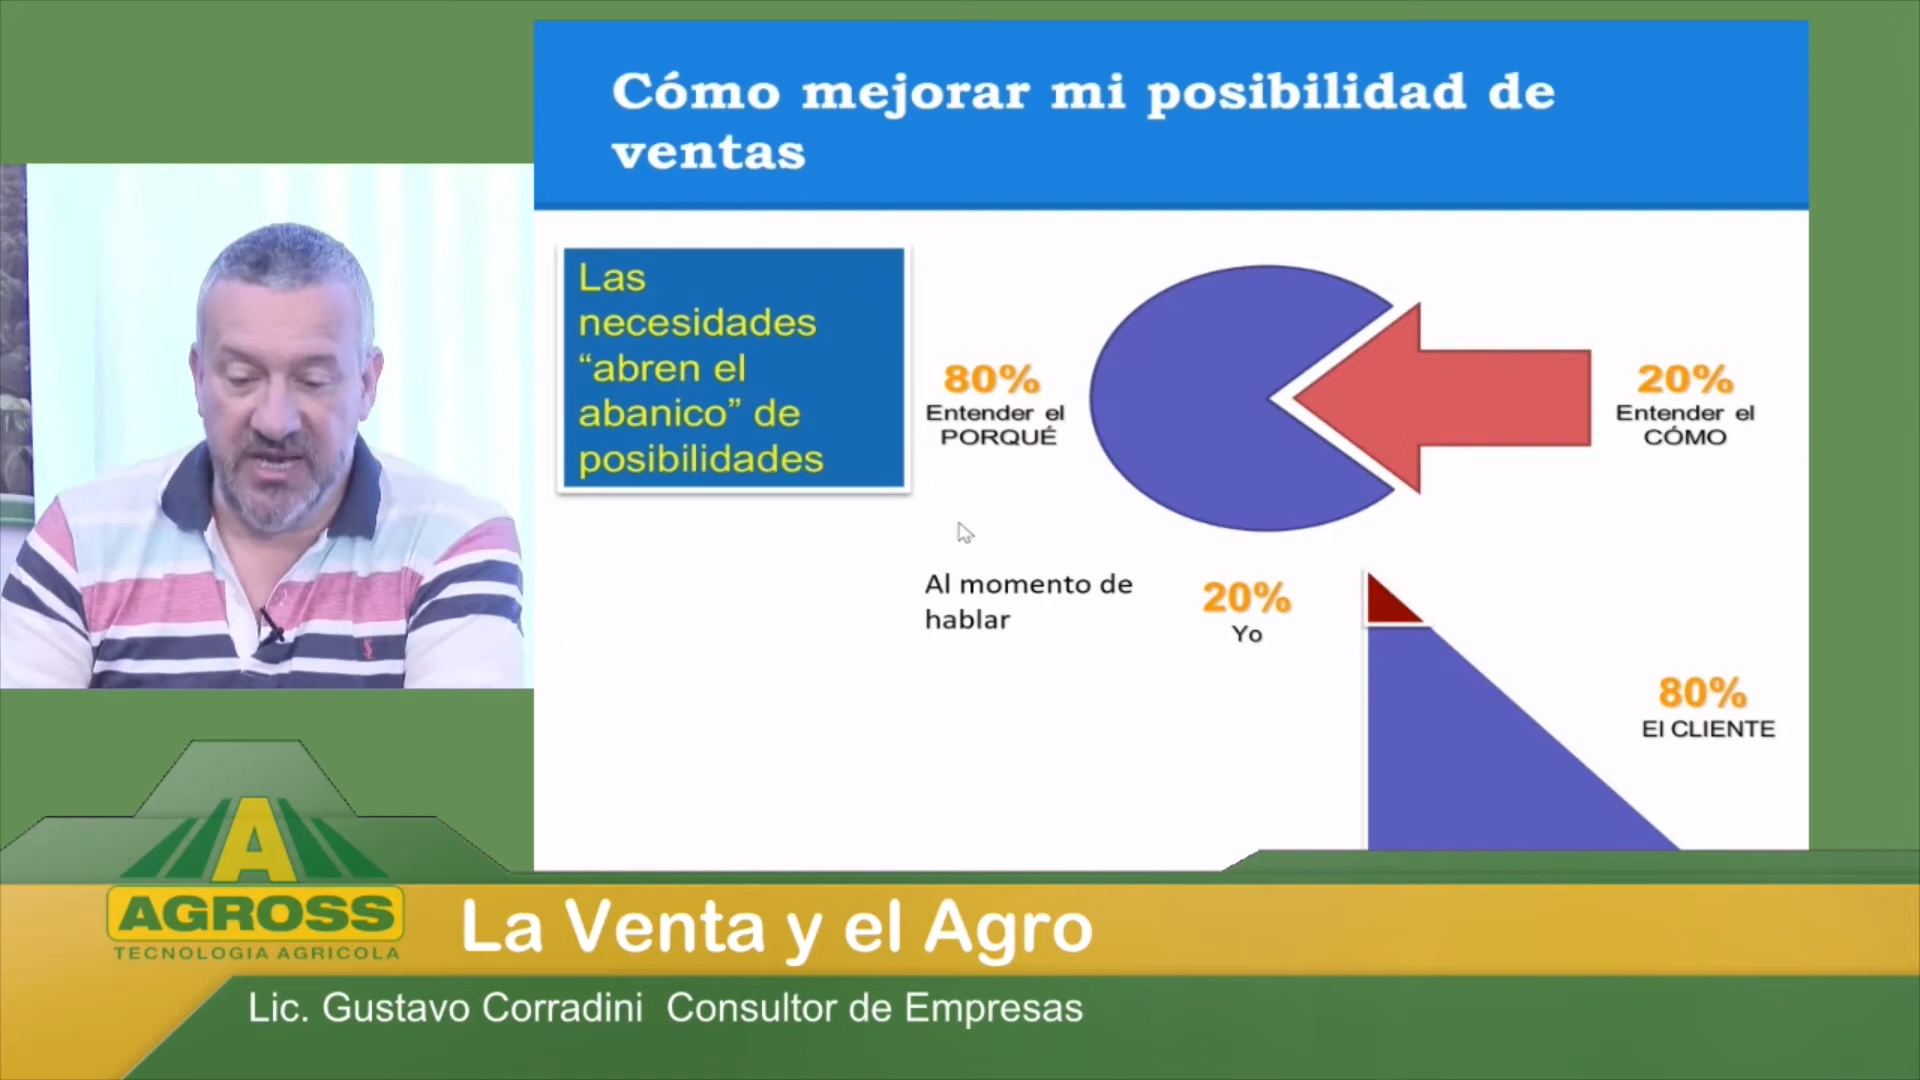 Cómo mejorar mi posibilidad de
ventas
Las
necesidades
“abren el
abanico” de
posibilidades
80%
Entender el
PORQUÉ
20%
Entender el
CÓMO
Al momento de
hablar
20%
Yo
80%
El CLIENTE
A
AGROSS
TECNOLOGIA AGRICOLA
La Venta y el Agro
Lic. Gustavo Corradini Consultor de Empresas